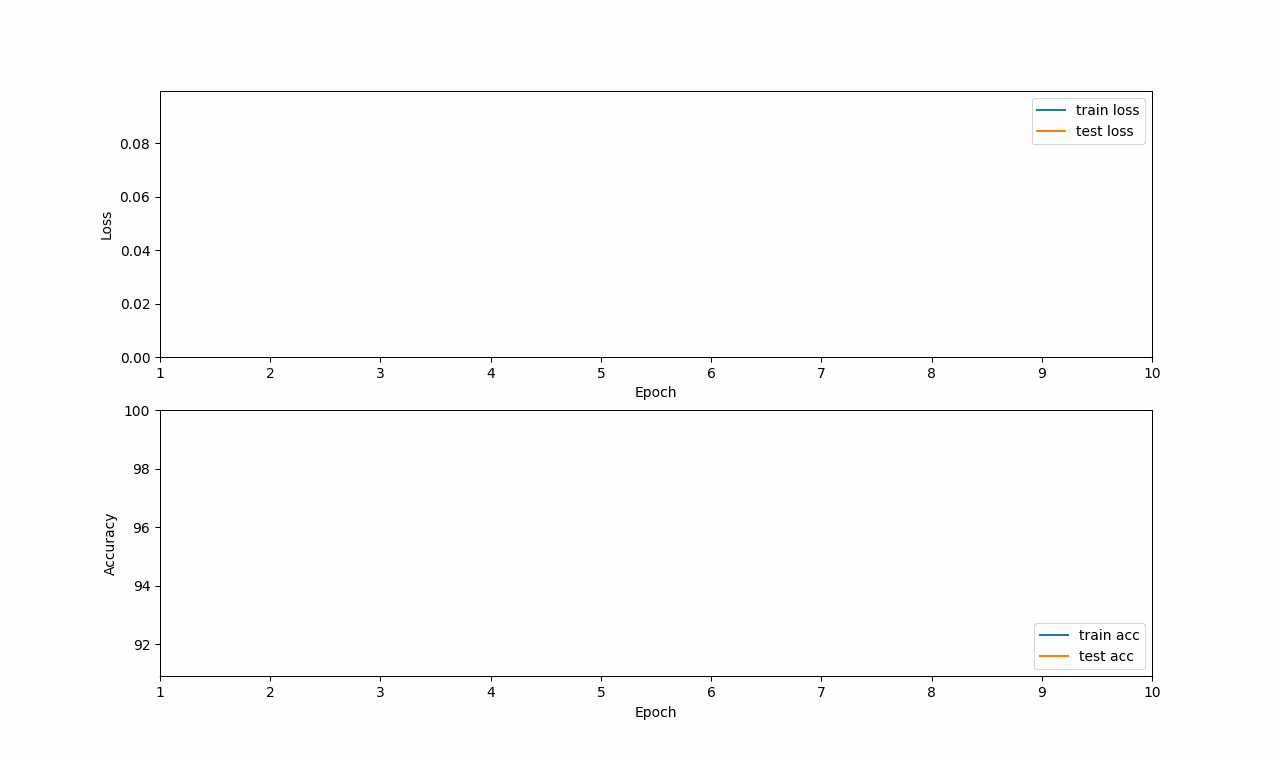 train loss
test loss
0.08
0.06
0.04
0.02
0.00
Loss
1 2 3 4 5 6 7 8 9 10
Epoch
100
98
96
94
92
Accuracy
train acc
test acc
1 2 3 4 5 6 7 8 9 10
Epoch